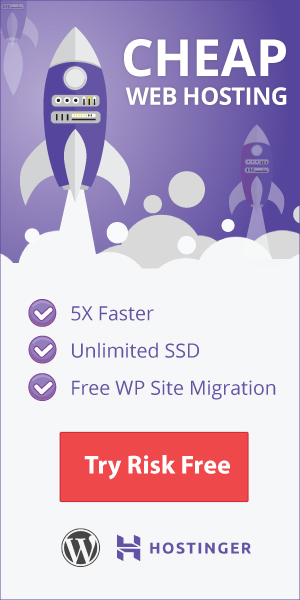 CHEAP
WEB HOSTING
5X Faster
Unlimited SSD
Free WP Site Migration
Try Risk Free
HOSTINGER